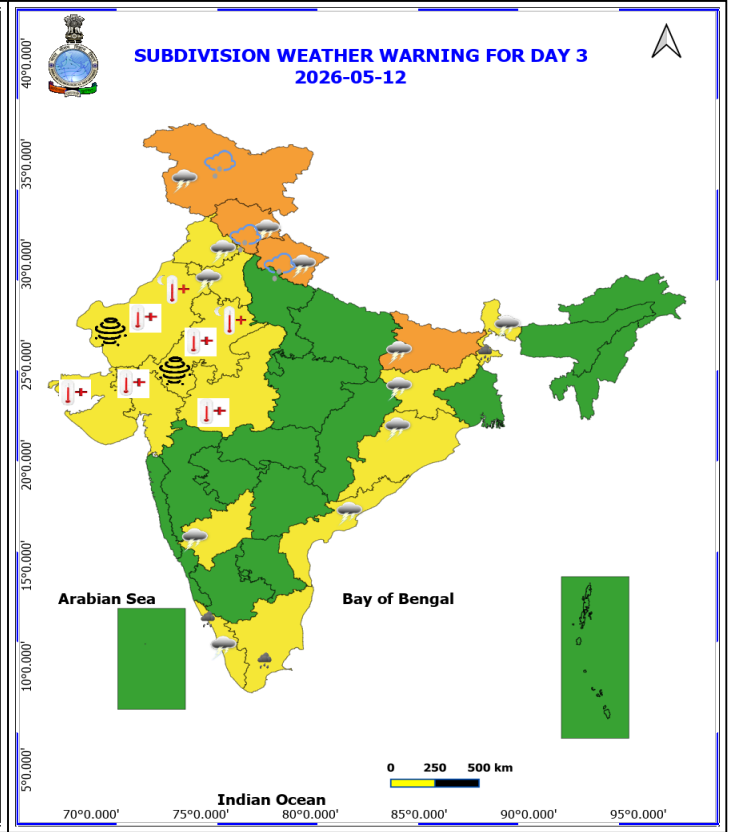 SUBDIVISION WEATHER WARNING FOR DAY 3
2026-05-12
40°0.000'
35°0.000'
30°0.000'
25°0.000'
20°0.000'
15°0.000'
10°0.000'
5°0.000'
Arabian Sea
Bay of Bengal
0 250 500 km
Indian Ocean
70°0.000' 75°0.000' 80°0.000' 85°0.000' 90°0.000' 95°0.000'